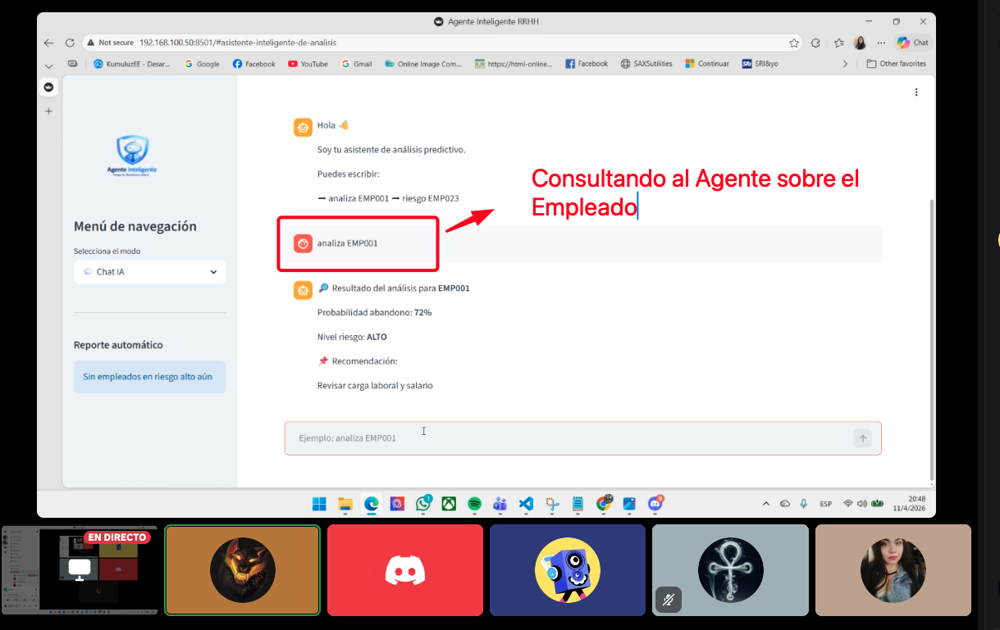 Agente Inteligente RRHH
Not secure 192.168.100.50:8501/#asistente-inteligente-de-analisis
Chat
KumuluzEE - Desar...
Google
Facebook
YouTube
Gmail
Online Image Com...
https://html-online...
Facebook
SAXSutilities
Continuar
SRI
SRI&yo
Other favorites
Agente Inteligente
Menú de navegación
Selecciona el modo
Chat IA
Reporte automático
Sin empleados en riesgo alto aún
Hola
Soy tu asistente de análisis predictivo.
Puedes escribir:
→ analiza EMP001 → riesgo EMP023
Consultando al Agente sobre el
Empleado
analiza EMP001
Resultado del análisis para EMP001
Probabilidad abandono: 72%
Nivel riesgo: ALTO
Recomendación:
Revisar carga laboral y salario
Ejemplo: analiza EMP001
ESP
20:48
11/4/2026
EN DIRECTO